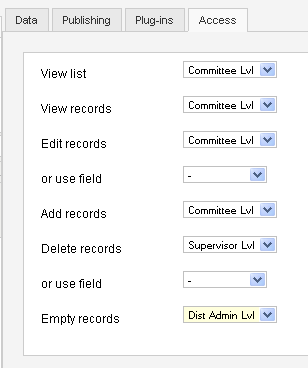 Data Publishing Plug-ins Access
View list Committee Lvl
View records Committee Lvl
Edit records Committee Lvl
or use field -
Add records Committee Lvl
Delete records Supervisor Lvl
or use field -
Empty records Dist Admin Lvl